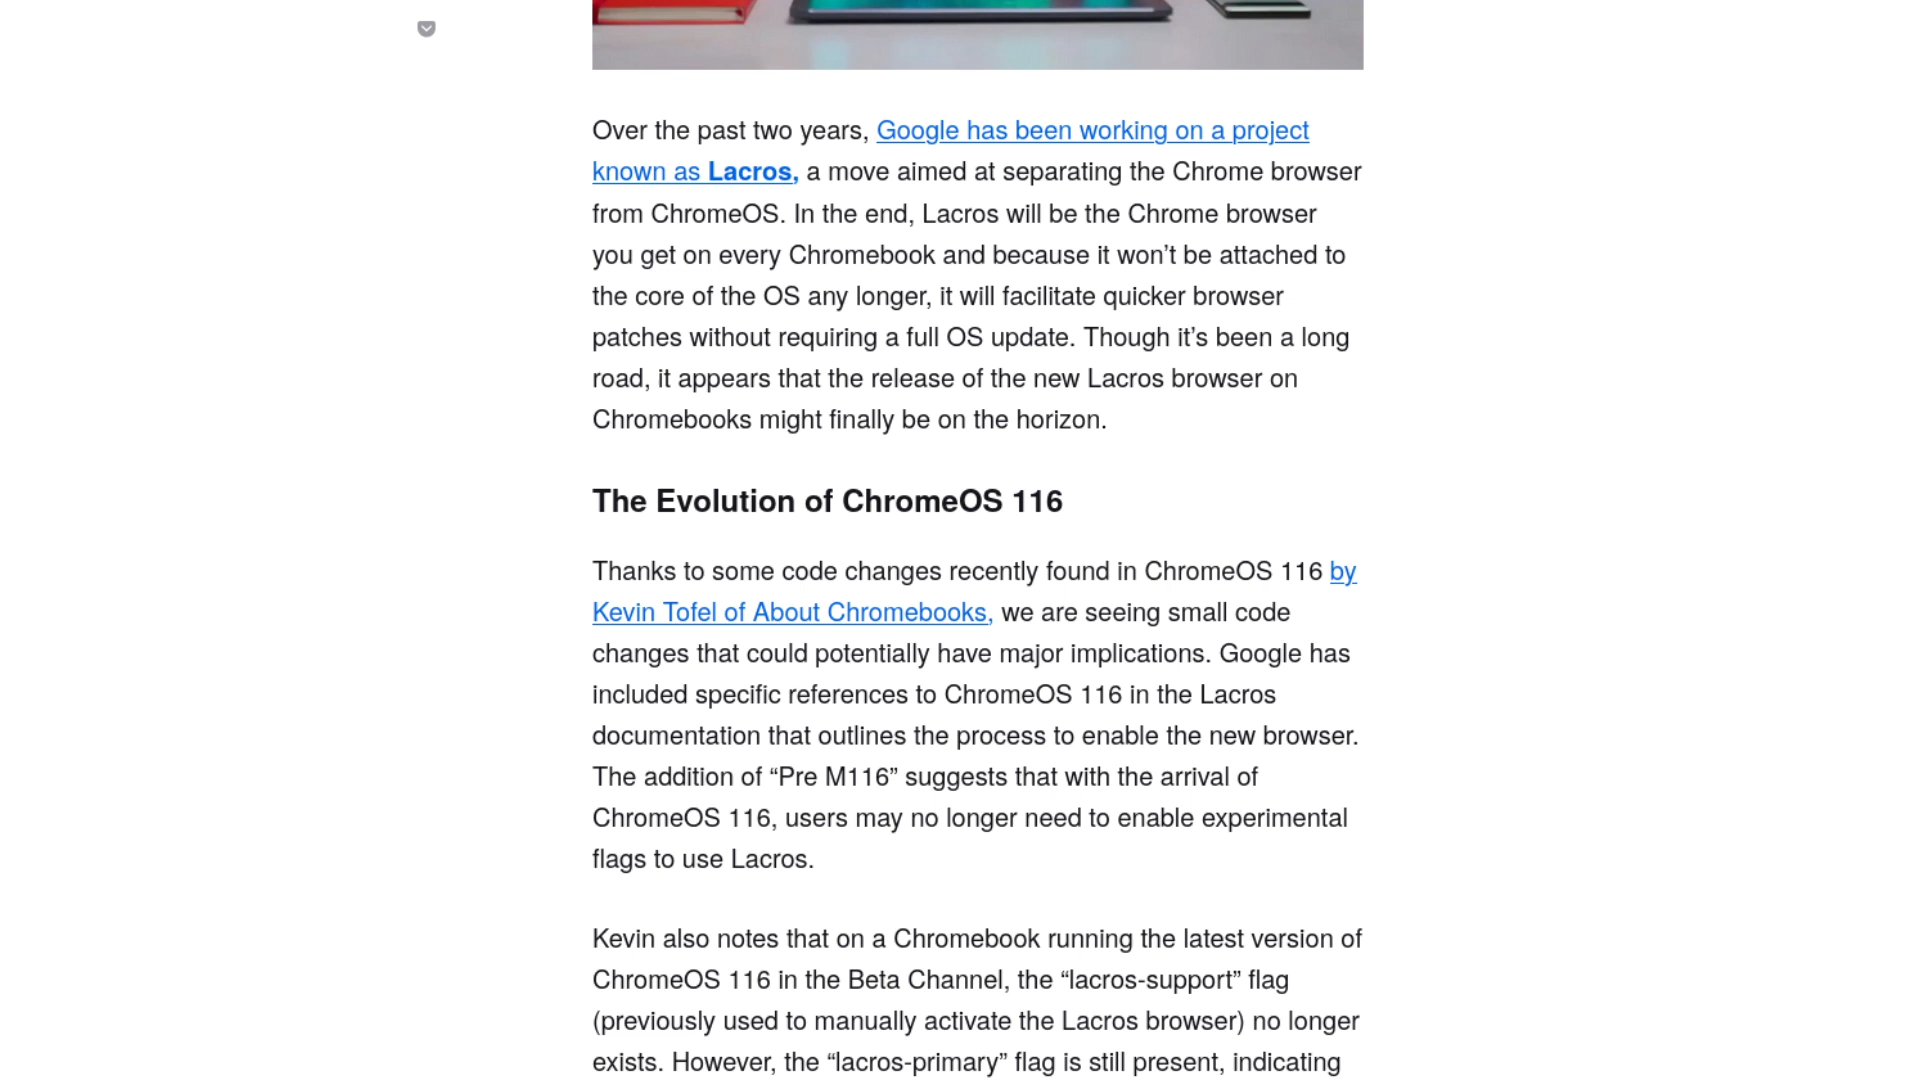 Over the past two years, Google has been working on a project
known as Lacros, a move aimed at separating the Chrome browser
from ChromeOS. In the end, Lacros will be the Chrome browser
you get on every Chromebook and because it won’t be attached to
the core of the OS any longer, it will facilitate quicker browser
patches without requiring a full OS update. Though it’s been a long
road, it appears that the release of the new Lacros browser on
Chromebooks might finally be on the horizon.
The Evolution of ChromeOS 116
Thanks to some code changes recently found in ChromeOS 116 by
Kevin Tofel of About Chromebooks, we are seeing small code
changes that could potentially have major implications. Google has
included specific references to ChromeOS 116 in the Lacros
documentation that outlines the process to enable the new browser.
The addition of “Pre M116” suggests that with the arrival of
ChromeOS 116, users may no longer need to enable experimental
flags to use Lacros.
Kevin also notes that on a Chromebook running the latest version of
ChromeOS 116 in the Beta Channel, the “lacros-support” flag
(previously used to manually activate the Lacros browser) no longer
exists. However, the “lacros-primary” flag is still present, indicating